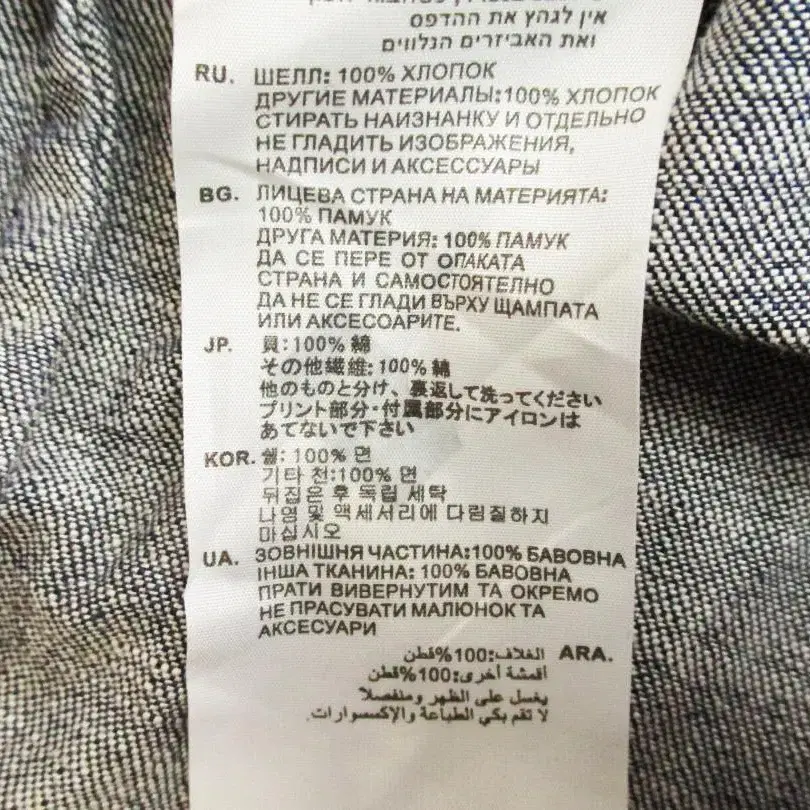 אין לגהץ את ההדפס
ואת האביזרים הנלווים
RU. ШЕЛЛ: 100% ХЛОПОК
ДРУГИЕ МАТЕРИАЛЫ:100% ХЛОПОК
СТИРАТЬ НАИЗНАНКУ И ОТДЕЛЬНО
НЕ ГЛАДИТЬ ИЗОБРАЖЕНИЯ,
НАДПИСИ И АКСЕССУАРЫ
BG. ЛИЦЕВА СТРАНА НА МАТЕРИЯТА:
100% ПАМУК
ДРУГА МАТЕРИЯ: 100% ПАМУК
ДА СЕ ПЕРЕ ОТ ОПАКАТА
СТРАНА И САМОСТОЯТЕЛНО
ДА НЕ СЕ ГЛАДИ ВЪРХУ ЩАМПАТА
ИЛИ АКСЕСОАРИТЕ.
JP. 貝:100% 綿
その他繊維:100% 綿
他のものと分け、裏返して洗ってください
プリント部分・付属部分にアイロンは
あてないで下さい
KOR. 쉘: 100% 면
기타 천:100% 면
뒤집은 후 독립 세탁
나염 및 액세서리에 다림질하지
마십시오
UA. ЗОВНІШНЯ ЧАСТИНА:100% БАВОВНА
ІНША ТКАНИНА: 100% БАВОВНА
ПРАТИ ВИВЕРНУТИМ ТА ОКРЕМО
НЕ ПРАСУВАТИ МАЛЮНОК ТА
АКСЕСУАРИ
ARA. الغلاف:100%قطن
أقمشة أخرى:100%قطن
يغسل على الظهر ومنفصلا
لا تقم بكي الطباعة والإكسسوارات.